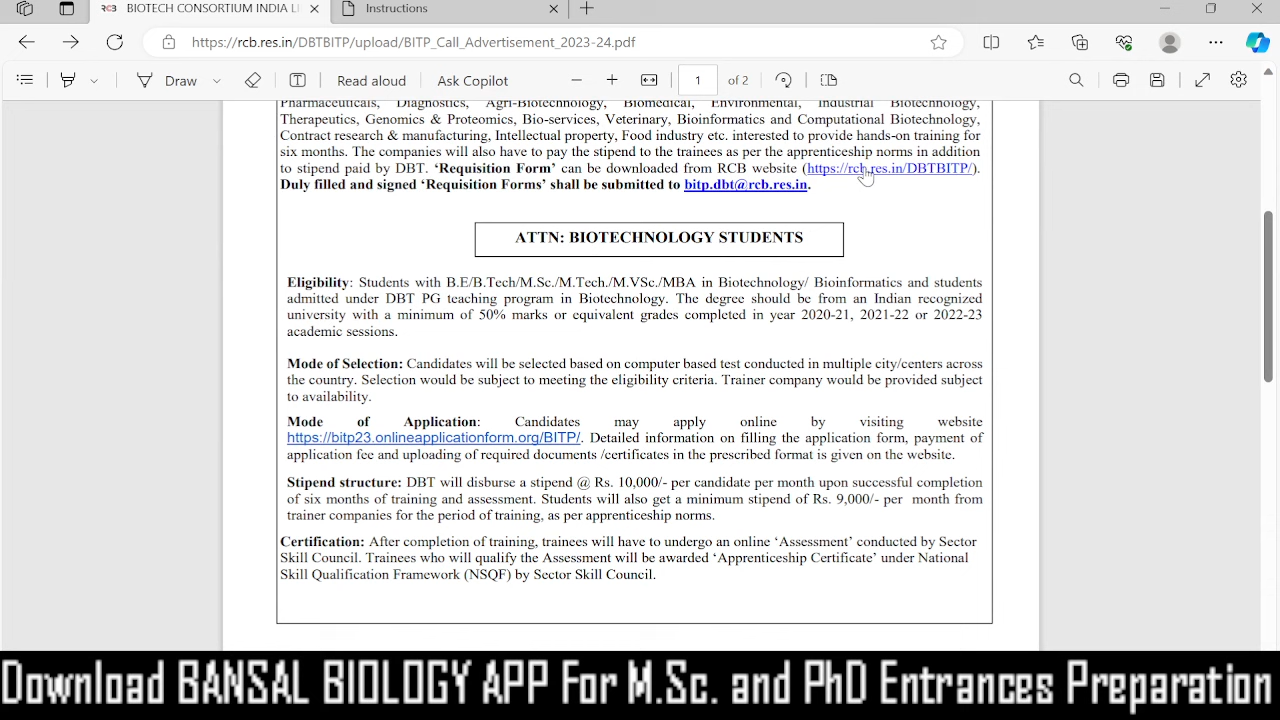 BIOTECH CONSORTIUM INDIA LI
Instructions
https://rcb.res.in/DBTBITP/upload/BITP_Call_Advertisement_2023-24.pdf
Draw
Read aloud
Ask Copilot
1 of 2
Pharmaceuticals, Diagnostics, Agri-Biotechnology, Biomedical, Environmental, Industrial Biotechnology,
Therapeutics, Genomics & Proteomics, Bio-services, Veterinary, Bioinformatics and Computational Biotechnology,
Contract research & manufacturing, Intellectual property, Food industry etc. interested to provide hands-on training for
six months. The companies will also have to pay the stipend to the trainees as per the apprenticeship norms in addition
to stipend paid by DBT. ‘Requisition Form’ can be downloaded from RCB website (https://rcb.res.in/DBTBITP/).
Duly filled and signed ‘Requisition Forms’ shall be submitted to bitp.dbt@rcb.res.in.
ATTN: BIOTECHNOLOGY STUDENTS
Eligibility: Students with B.E/B.Tech/M.Sc./M.Tech./M.VSc./MBA in Biotechnology/ Bioinformatics and students
admitted under DBT PG teaching program in Biotechnology. The degree should be from an Indian recognized
university with a minimum of 50% marks or equivalent grades completed in year 2020-21, 2021-22 or 2022-23
academic sessions.
Mode of Selection: Candidates will be selected based on computer based test conducted in multiple city/centers across
the country. Selection would be subject to meeting the eligibility criteria. Trainer company would be provided subject
to availability.
Mode of Application: Candidates may apply online by visiting website
https://bitp23.onlineapplicationform.org/BITP/. Detailed information on filling the application form, payment of
application fee and uploading of required documents /certificates in the prescribed format is given on the website.
Stipend structure: DBT will disburse a stipend @ Rs. 10,000/- per candidate per month upon successful completion
of six months of training and assessment. Students will also get a minimum stipend of Rs. 9,000/- per month from
trainer companies for the period of training, as per apprenticeship norms.
Certification: After completion of training, trainees will have to undergo an online ‘Assessment’ conducted by Sector
Skill Council. Trainees who will qualify the Assessment will be awarded ‘Apprenticeship Certificate’ under National
Skill Qualification Framework (NSQF) by Sector Skill Council.
Download BANSAL BIOLOGY APP For M.Sc. and PhD Entrances Preparation